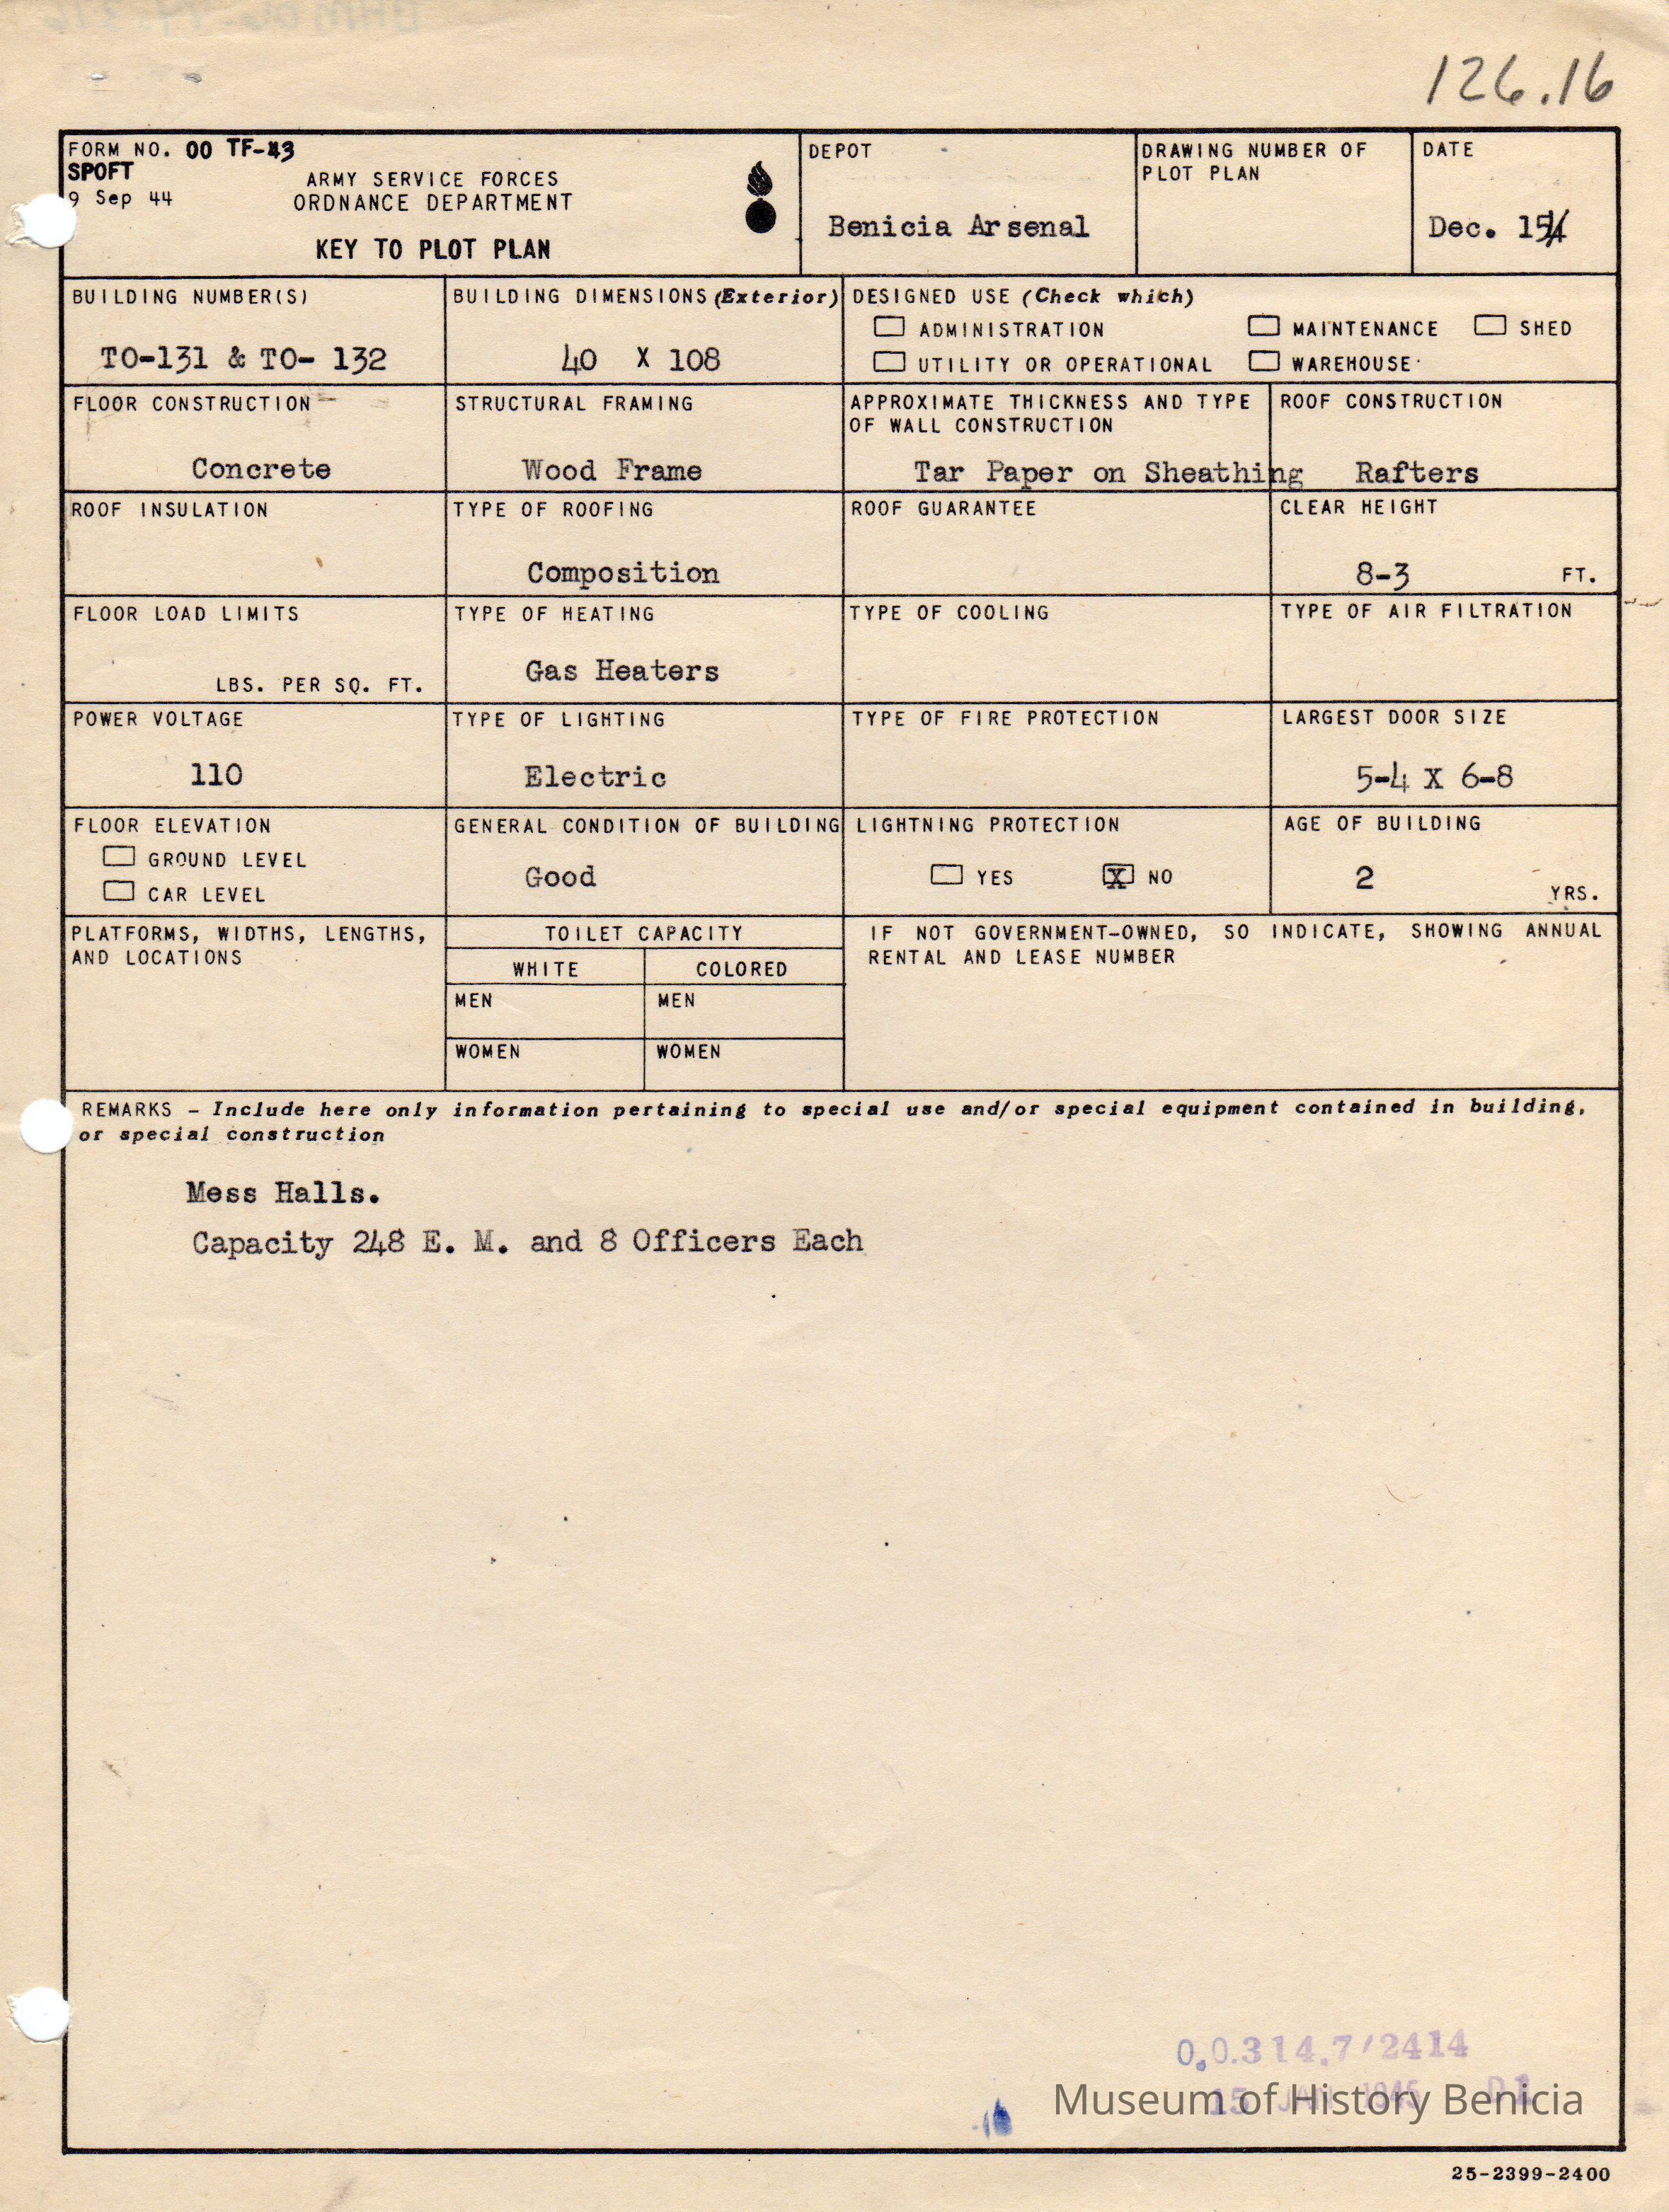 126.16
FORM NO. 00 TF-43
SPOFT
9 Sep 44
ARMY SERVICE FORCES
ORDNANCE DEPARTMENT
KEY TO PLOT PLAN
DEPOT
Benicia Arsenal
DRAWING NUMBER OF
PLOT PLAN
DATE
Dec. 15
BUILDING NUMBER(S)
TO-131 & TO- 132
BUILDING DIMENSIONS (Exterior)
40 X 108
DESIGNED USE (Check which)
ADMINISTRATION
MAINTENANCE
SHED
UTILITY OR OPERATIONAL
WAREHOUSE
FLOOR CONSTRUCTION
Concrete
STRUCTURAL FRAMING
Wood Frame
APPROXIMATE THICKNESS AND TYPE
OF WALL CONSTRUCTION
Tar Paper on Sheathing
ROOF CONSTRUCTION
Rafters
ROOF INSULATION
TYPE OF ROOFING
Composition
ROOF GUARANTEE
CLEAR HEIGHT
8-3 FT.
FLOOR LOAD LIMITS
LBS. PER SQ. FT.
TYPE OF HEATING
Gas Heaters
TYPE OF COOLING
TYPE OF AIR FILTRATION
POWER VOLTAGE
110
TYPE OF LIGHTING
Electric
TYPE OF FIRE PROTECTION
LARGEST DOOR SIZE
5-4 X 6-8
FLOOR ELEVATION
GROUND LEVEL
CAR LEVEL
GENERAL CONDITION OF BUILDING
Good
LIGHTNING PROTECTION
YES
X NO
AGE OF BUILDING
2 YRS.
PLATFORMS, WIDTHS, LENGTHS,
AND LOCATIONS
TOILET CAPACITY
WHITE
COLORED
MEN
MEN
WOMEN
WOMEN
IF NOT GOVERNMENT-OWNED, SO INDICATE, SHOWING ANNUAL
RENTAL AND LEASE NUMBER
REMARKS - Include here only information pertaining to special use and/or special equipment contained in building,
or special construction
Mess Halls.
Capacity 248 E. M. and 8 Officers Each
0.0.314.7/2414
15 JAN 1945
Museum of History Benicia
25-2399-2400